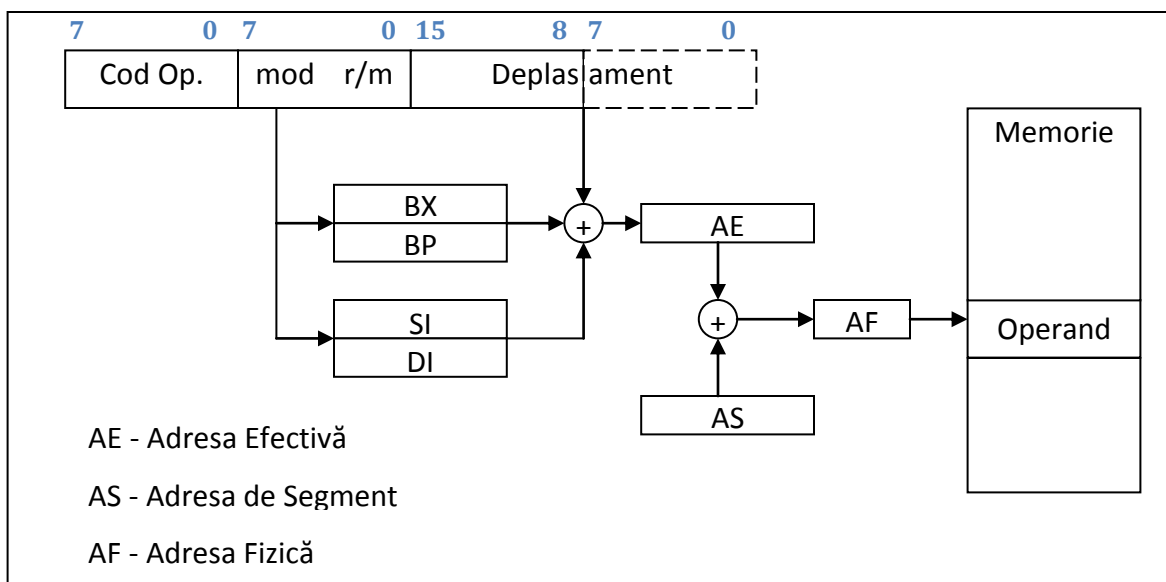 7 0 7 0 15 8 7 0
Cod Op. mod r/m Deplasament
Memorie
BX
BP
+
AE
SI
DI
+
AF
Operand
AS
AE - Adresa Efectivă
AS - Adresa de Segment
AF - Adresa Fizică